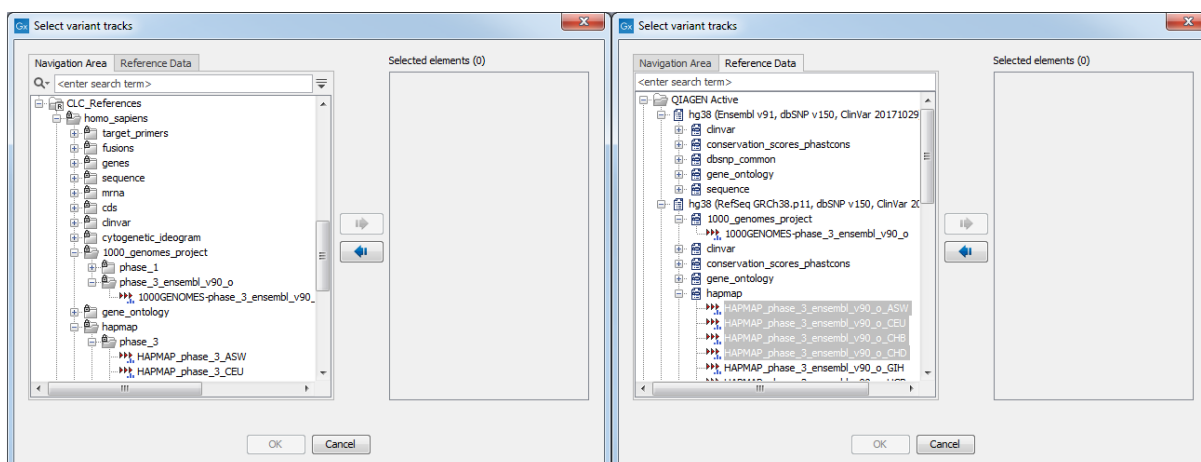 Gx Select variant tracks
Navigation Area Reference Data
Selected elements (0)
<enter search term>
CLC_References
homo_sapiens
target_primers
fusions
genes
sequence
mrna
cds
clinvar
cytogenetic_ideogram
1000_genomes_project
phase_1
phase_3_ensembl_v90_o
1000GENOMES-phase_3_ensembl_v90_
gene_ontology
hapmap
phase_3
HAPMAP_phase_3_ASW
HAPMAP_phase_3_CEU
OK Cancel
Gx Select variant tracks
Navigation Area Reference Data
Selected elements (0)
<enter search term>
QIAGEN Active
hg38 (Ensembl v91, dbSNP v150, ClinVar 20171029
clinvar
conservation_scores_phastcons
dbsnp_common
gene_ontology
sequence
hg38 (RefSeq GRCh38.p11, dbSNP v150, ClinVar 20
1000_genomes_project
1000GENOMES-phase_3_ensembl_v90_o
clinvar
conservation_scores_phastcons
gene_ontology
hapmap
HAPMAP_phase_3_ensembl_v90_o_ASW
HAPMAP_phase_3_ensembl_v90_o_CEU
HAPMAP_phase_3_ensembl_v90_o_CHB
HAPMAP_phase_3_ensembl_v90_o_CHD
HAPMAP_phase_3_ensembl_v90_o_GIH
OK Cancel